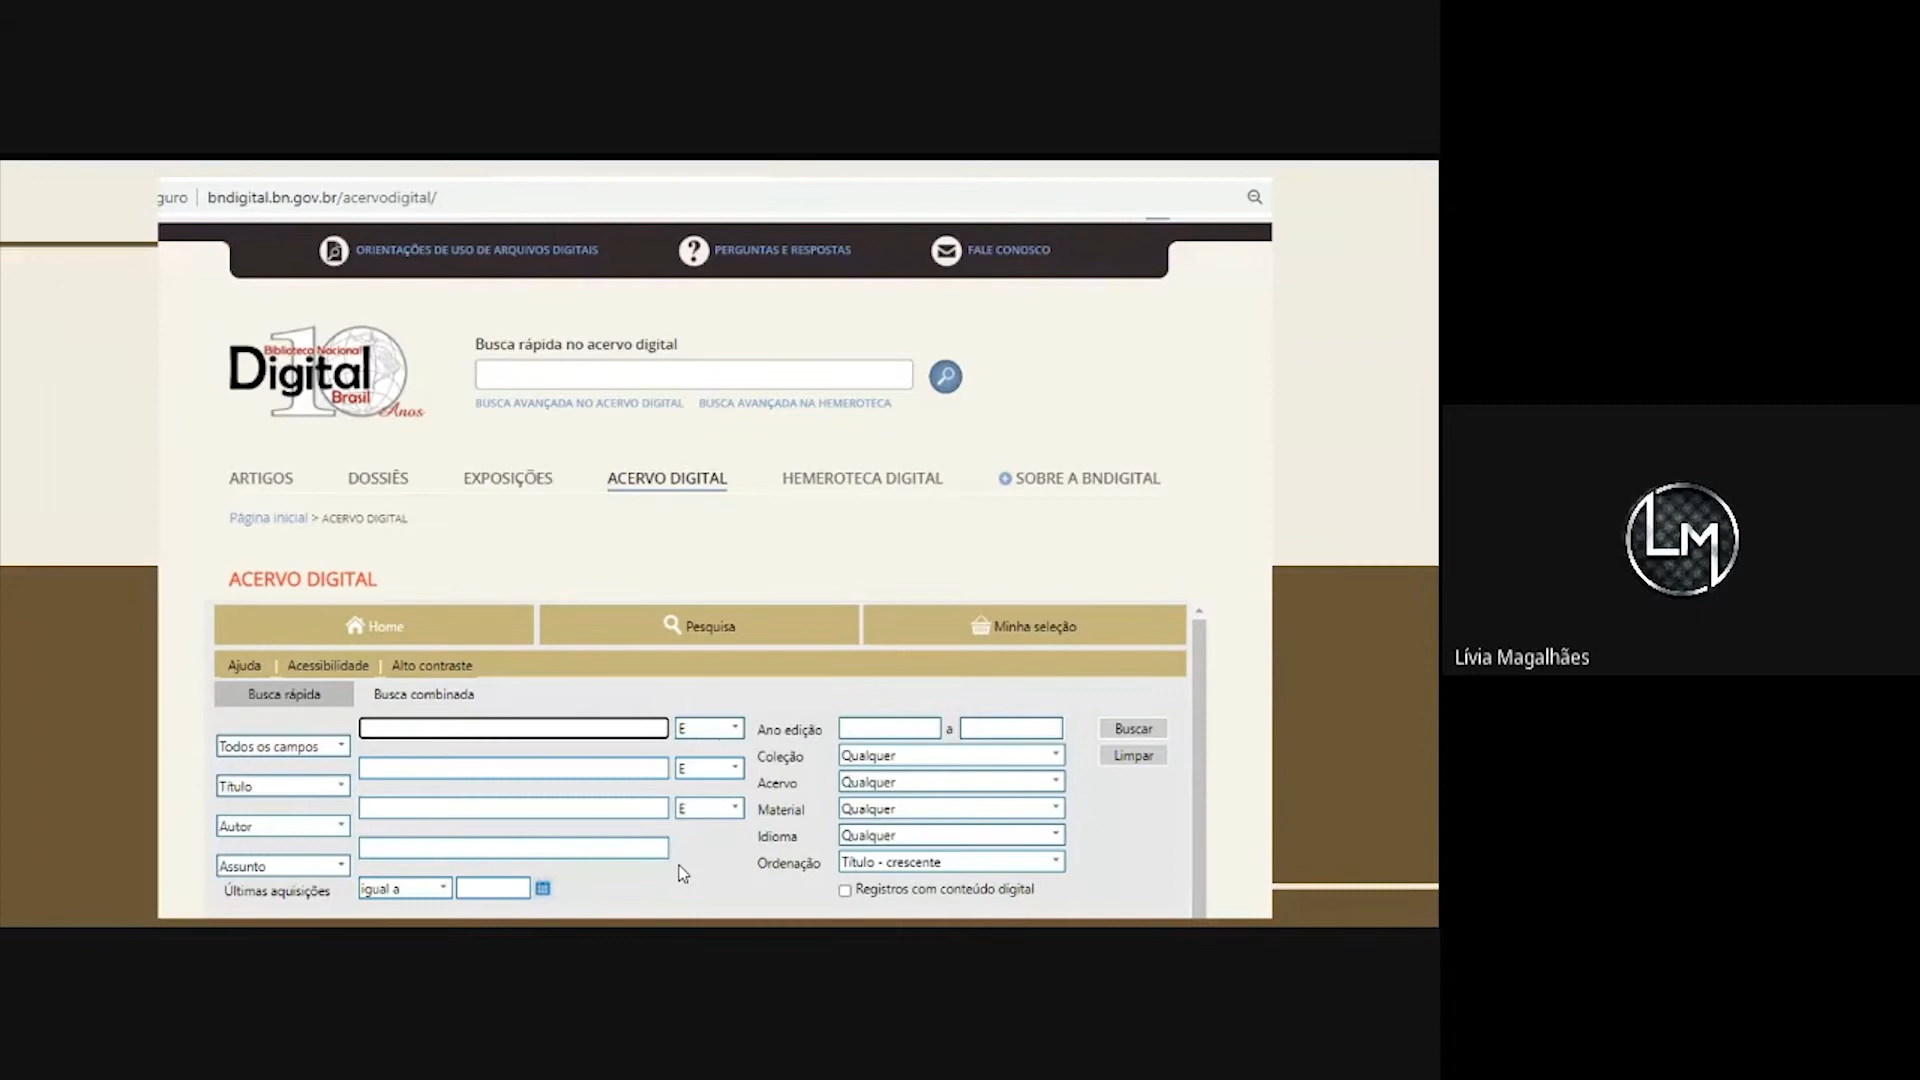 guro | bndigital.bn.gov.br/acervodigital/
ORIENTAÇÕES DE USO DE ARQUIVOS DIGITAIS
? PERGUNTAS E RESPOSTAS
FALE CONOSCO
10
Biblioteca Nacional
Digital
Brasil
Anos
Busca rápida no acervo digital
BUSCA AVANÇADA NO ACERVO DIGITAL BUSCA AVANÇADA NA HEMEROTECA
ARTIGOS DOSSIÊS EXPOSIÇÕES ACERVO DIGITAL HEMEROTECA DIGITAL SOBRE A BNDIGITAL
Página inicial > ACERVO DIGITAL
ACERVO DIGITAL
Home Pesquisa Minha seleção
Ajuda | Acessibilidade | Alto contraste
Busca rápida Busca combinada
Todos os campos E
Título E
Autor E
Assunto
Últimas aquisições igual a
Ano edição a
Coleção Qualquer
Acervo Qualquer
Material Qualquer
Idioma Qualquer
Ordenação Título - crescente
Registros com conteúdo digital
Buscar
Limpar
LM
Lívia Magalhães